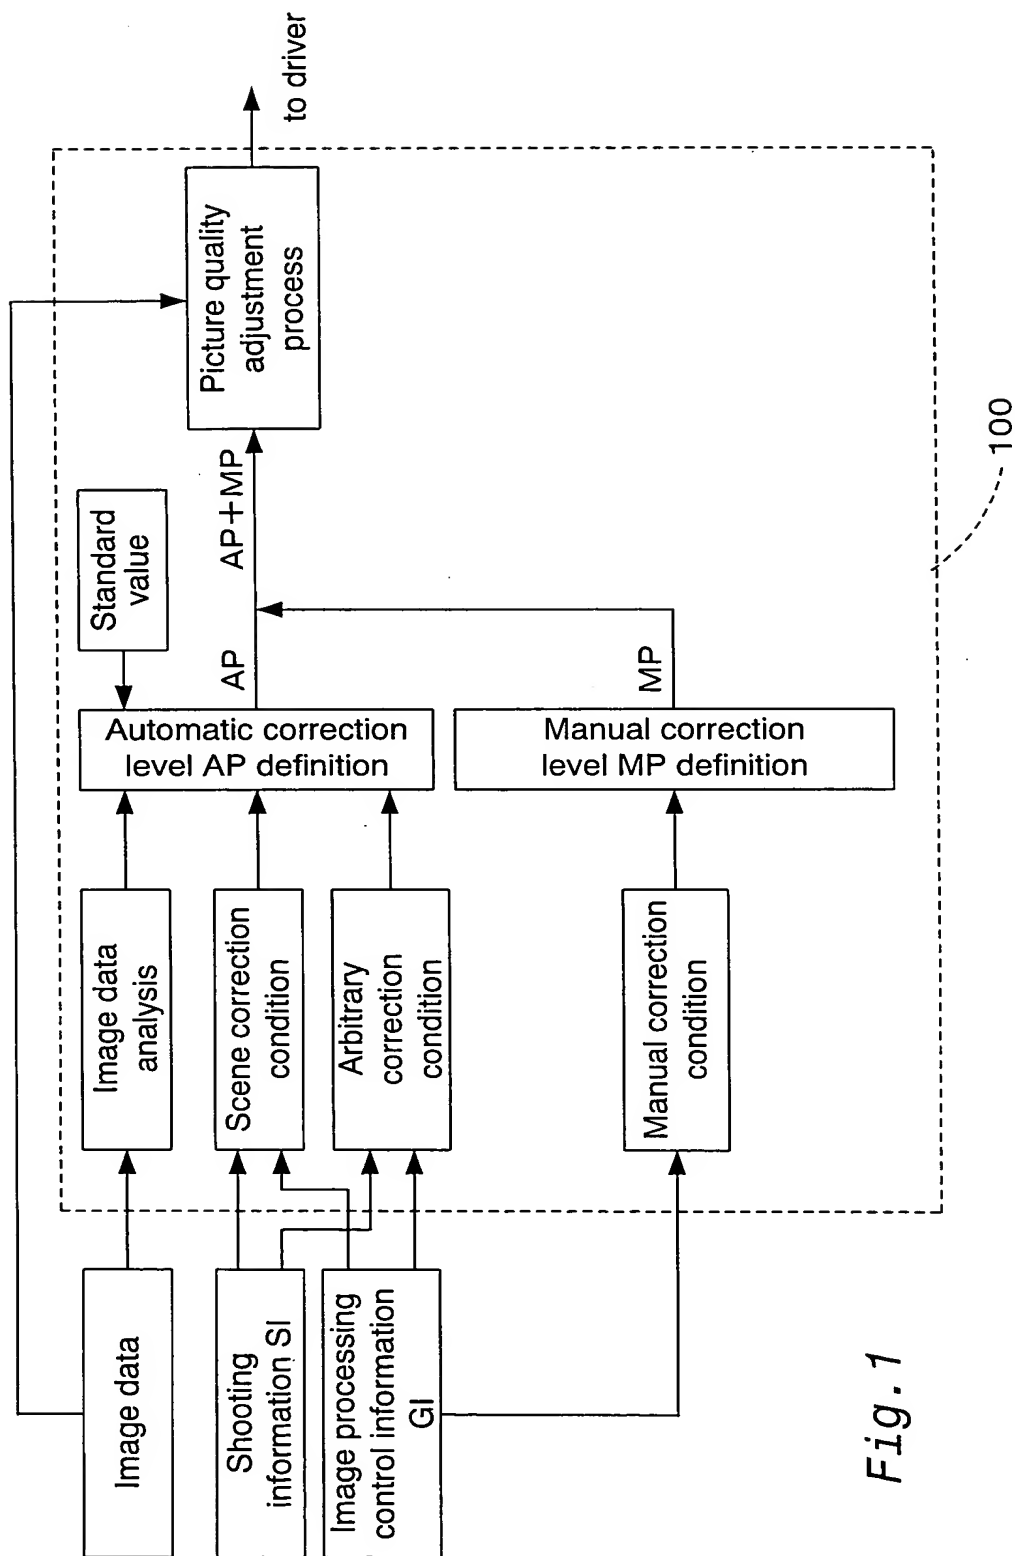 Image data
Shooting
information SI
Image processing
control information
GI
Image data
analysis
Scene correction
condition
Arbitrary
correction
condition
Manual correction
condition
Automatic correction
level AP definition
Manual correction
level MP definition
Standard
value
AP
MP
AP+MP
Picture quality
adjustment
process
to driver
100
Fig.1